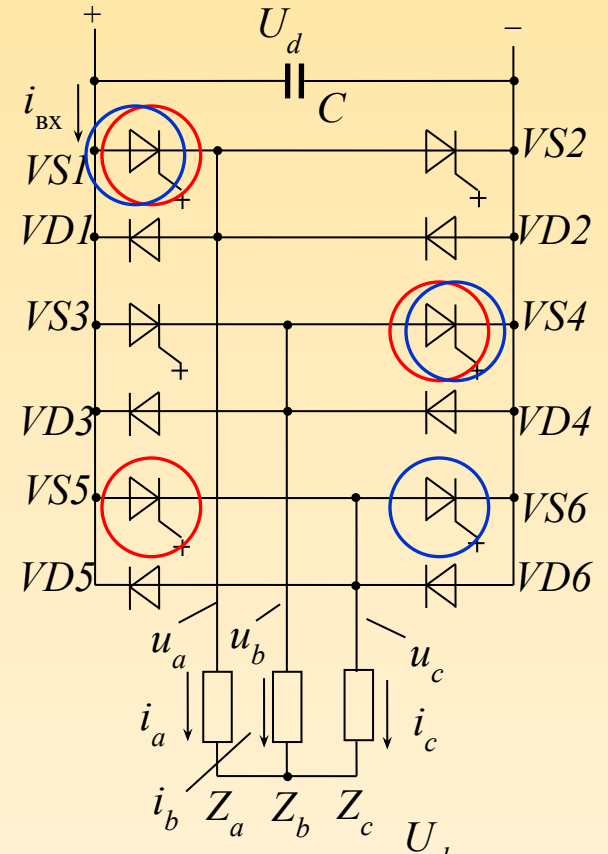 + −
U_d
C
i_вх
VS1 VS2
VD1 VD2
VS3 VS4
VD3 VD4
VS5 VS6
VD5 VD6
u_a u_b u_c
i_a i_c
i_b Z_a Z_b Z_c
U_d